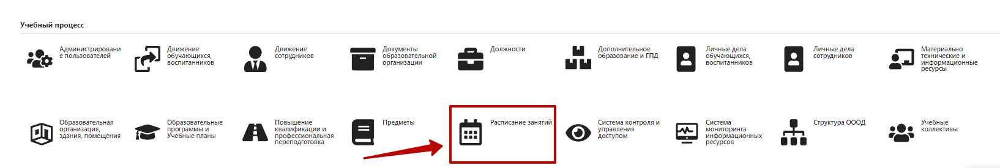 Учебный процесс
Администрировани
е пользователей
Движение
обучающихся,
воспитанников
Движение
сотрудников
Документы
образовательной
организации
Должности
Дополнительное
образование и ГПД
Личные дела
обучающихся,
воспитанников
Личные дела
сотрудников
Материально
технические и
информационные
ресурсы
Образовательная
организация,
здания, помещения
Образовательные
программы и
Учебные планы
Повышение
квалификации и
профессиональная
переподготовка
Предметы
Расписание занятий
Система контроля и
управления
доступом
Система
мониторинга
информационных
ресурсов
Структура ОООД
Учебные
коллективы